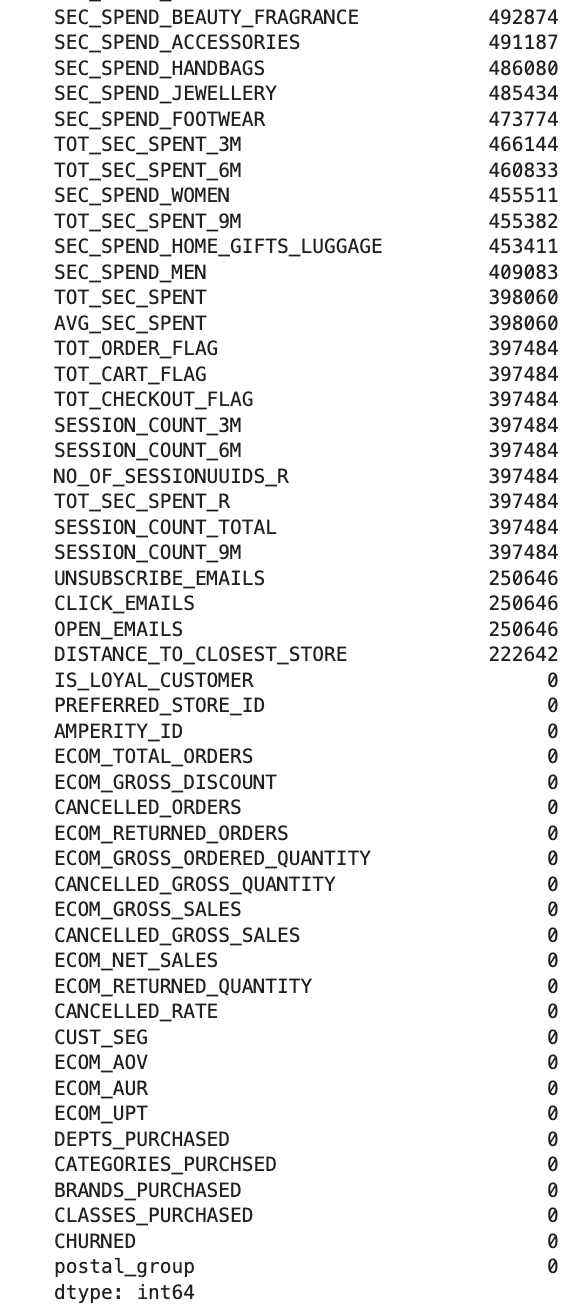 SEC_SPEND_BEAUTY_FRAGRANCE 492874
SEC_SPEND_ACCESSORIES 491187
SEC_SPEND_HANDBAGS 486080
SEC_SPEND_JEWELLERY 485434
SEC_SPEND_FOOTWEAR 473774
TOT_SEC_SPENT_3M 466144
TOT_SEC_SPENT_6M 460833
SEC_SPEND_WOMEN 455511
TOT_SEC_SPENT_9M 455382
SEC_SPEND_HOME_GIFTS_LUGGAGE 453411
SEC_SPEND_MEN 409083
TOT_SEC_SPENT 398060
AVG_SEC_SPENT 398060
TOT_ORDER_FLAG 397484
TOT_CART_FLAG 397484
TOT_CHECKOUT_FLAG 397484
SESSION_COUNT_3M 397484
SESSION_COUNT_6M 397484
NO_OF_SESSIONUUIDS_R 397484
TOT_SEC_SPENT_R 397484
SESSION_COUNT_TOTAL 397484
SESSION_COUNT_9M 397484
UNSUBSCRIBE_EMAILS 250646
CLICK_EMAILS 250646
OPEN_EMAILS 250646
DISTANCE_TO_CLOSEST_STORE 222642
IS_LOYAL_CUSTOMER 0
PREFERRED_STORE_ID 0
AMPERITY_ID 0
ECOM_TOTAL_ORDERS 0
ECOM_GROSS_DISCOUNT 0
CANCELLED_ORDERS 0
ECOM_RETURNED_ORDERS 0
ECOM_GROSS_ORDERED_QUANTITY 0
CANCELLED_GROSS_QUANTITY 0
ECOM_GROSS_SALES 0
CANCELLED_GROSS_SALES 0
ECOM_NET_SALES 0
ECOM_RETURNED_QUANTITY 0
CANCELLED_RATE 0
CUST_SEG 0
ECOM_AOV 0
ECOM_AUR 0
ECOM_UPT 0
DEPTS_PURCHASED 0
CATEGORIES_PURCHSED 0
BRANDS_PURCHASED 0
CLASSES_PURCHASED 0
CHURNED 0
postal_group 0
dtype: int64